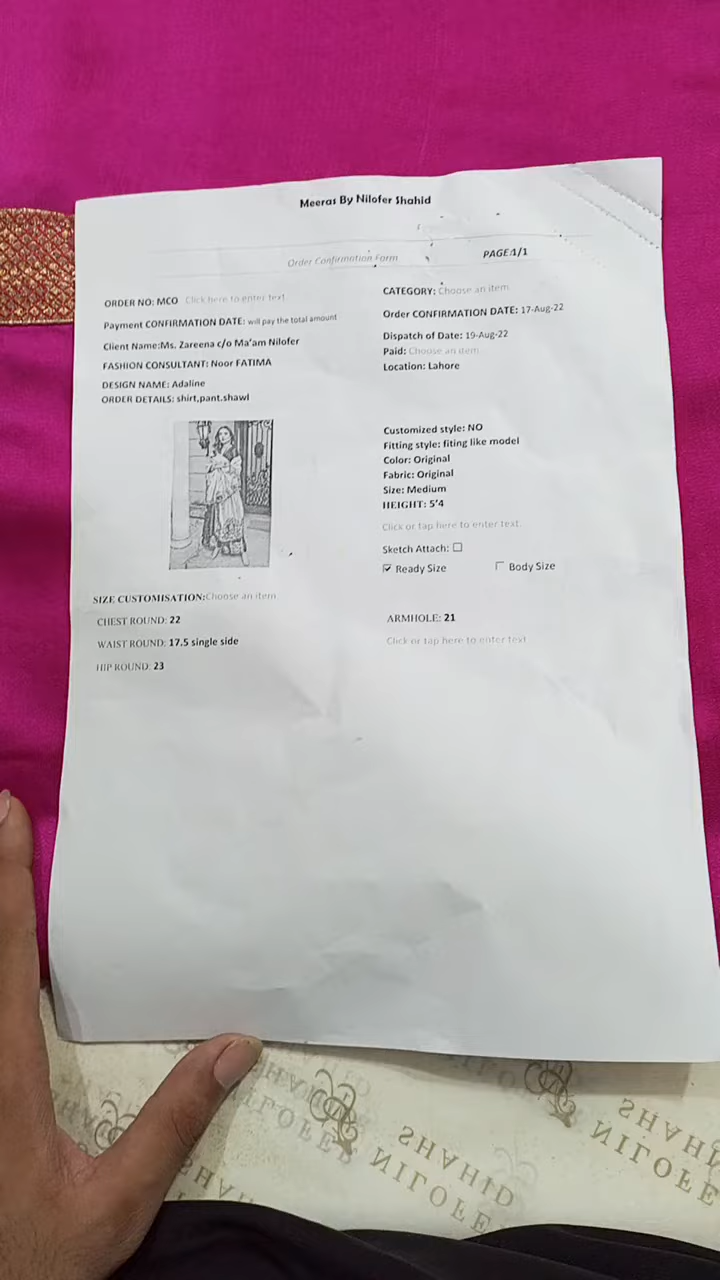 Meeras By Nilofer Shahid
Order Confirmation Form
PAGE:1/1
ORDER NO: MCO Click here to enter text.
Payment CONFIRMATION DATE: will pay the total amount
Client Name:Ms. Zareena c/o Ma'am Nilofer
FASHION CONSULTANT: Noor FATIMA
DESIGN NAME: Adaline
ORDER DETAILS: shirt,pant.shawl
CATEGORY: Choose an item.
Order CONFIRMATION DATE: 17-Aug-22
Dispatch of Date: 19-Aug-22
Paid: Choose an item.
Location: Lahore
Customized style: NO
Fitting style: fiting like model
Color: Original
Fabric: Original
Size: Medium
HEIGHT: 5'4
Click or tap here to enter text.
Sketch Attach: ☐
☑ Ready Size ☐ Body Size
SIZE CUSTOMISATION:Choose an item.
CHEST ROUND: 22
WAIST ROUND: 17.5 single side
HIP ROUND: 23
ARMHOLE: 21
Click or tap here to enter text.
SHAHID
NILOFE
SHAHID
NILOFE
SHAH
NILOFE